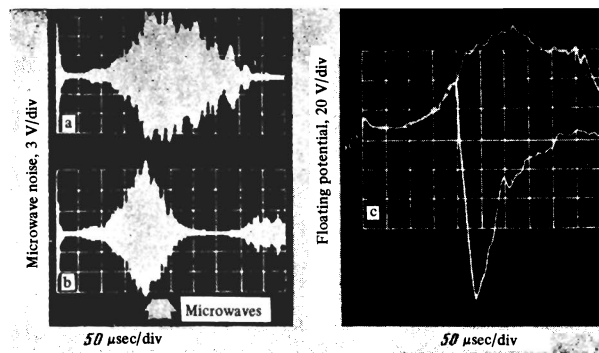 Microwave noise, 3 V/div
a
b
Microwaves
50 μsec/div
Floating potential, 20 V/div
c
50 μsec/div